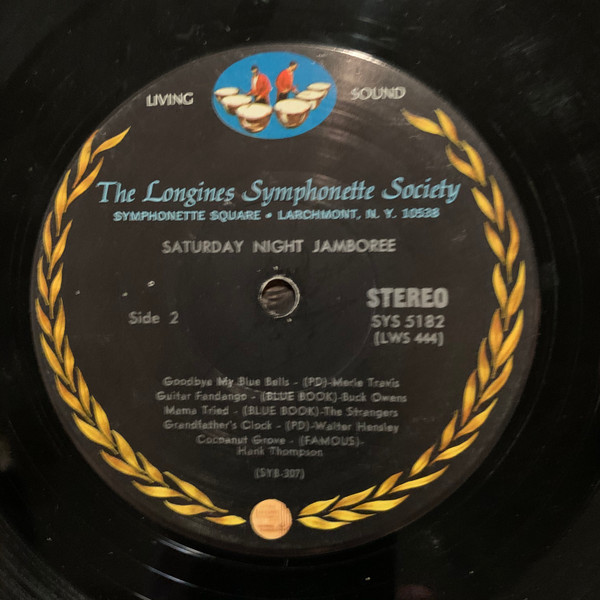 LIVING SOUND
The Longines Symphonette Society
SYMPHONETTE SQUARE • LARCHMONT, N. Y. 10538
SATURDAY NIGHT JAMBOREE
STEREO
Side 2
SYS 5182
(LWS 444)
Goodbye My Blue Bells - (PD)-Merle Travis
Guitar Fandango - (BLUE BOOK)-Buck Owens
Mama Tried - (BLUE BOOK)-The Strangers
Grandfather's Clock - (PD)-Walter Hensley
Cocoanut Grove - (FAMOUS)-
Hank Thompson
(SYB-307)